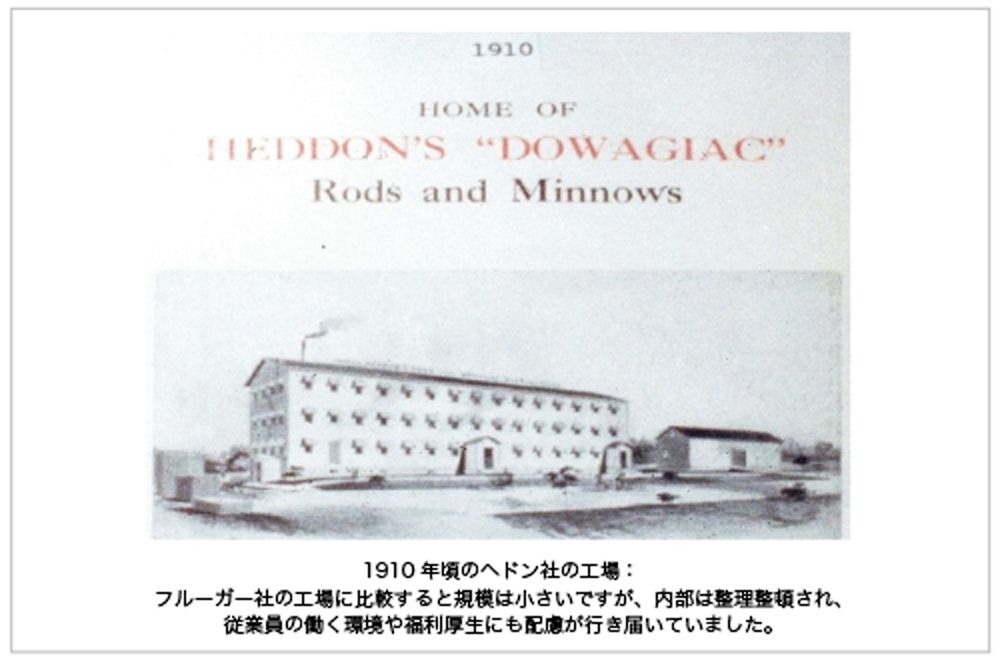 1910
HOME OF
HEDDON'S “DOWAGIAC”
Rods and Minnows
1910 年頃のヘドン社の工場：
フルーガー社の工場に比較すると規模は小さいですが、内部は整理整頓され、
従業員の働く環境や福利厚生にも配慮が行き届いていました。